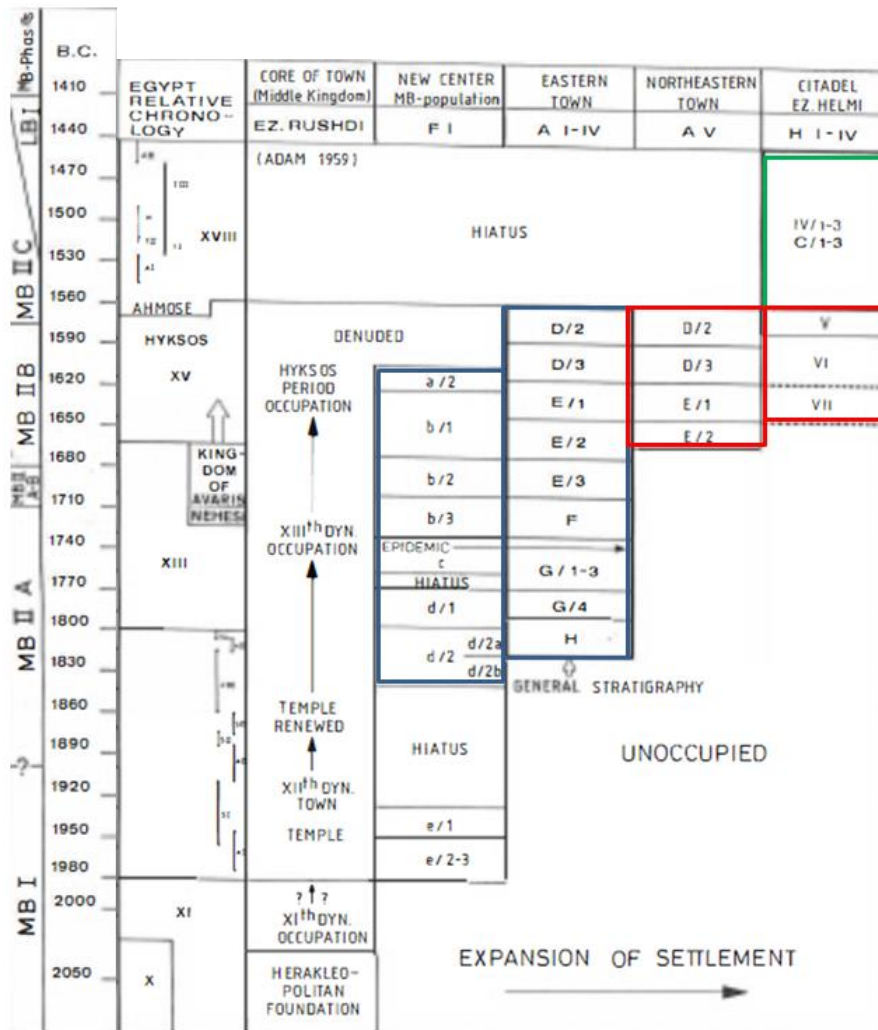 MB-Phases
B.C.
EGYPT
RELATIVE
CHRONO-
LOGY
CORE OF TOWN
(Middle Kingdom)
NEW CENTER
MB-population
EASTERN
TOWN
NORTHEASTERN
TOWN
CITADEL
EZ. HELMI
EZ. RUSHDI
F I
A I-IV
A V
H I-IV
1410
1440
1470
1500
1530
1560
1590
1620
1650
1680
1710
1740
1770
1800
1830
1860
1890
1920
1950
1980
2000
2050
LB I
MB II C
MB II B
MB II
A-B
MB II A
-?-
MB I
XVIII
AHMOSE
HYKSOS
XV
KING-
DOM
OF
AVARIS
NEHESI
XIII
XI
X
(ADAM 1959)
HIATUS
DENUDED
HYKSOS
PERIOD
OCCUPATION
XIIIth DYN.
OCCUPATION
TEMPLE
RENEWED
XIIth DYN.
TOWN
TEMPLE
? ?
XIth DYN.
OCCUPATION
HERAKLEO-
POLITAN
FOUNDATION
a/2
b/1
b/2
b/3
EPIDEMIC
c
HIATUS
d/1
d/2
d/2a
d/2b
HIATUS
e/1
e/2-3
D/2
D/3
E/1
E/2
E/3
F
G/1-3
G/4
H
GENERAL STRATIGRAPHY
D/2
D/3
E/1
E/2
IV/1-3
C/1-3
V
VI
VII
UNOCCUPIED
EXPANSION OF SETTLEMENT